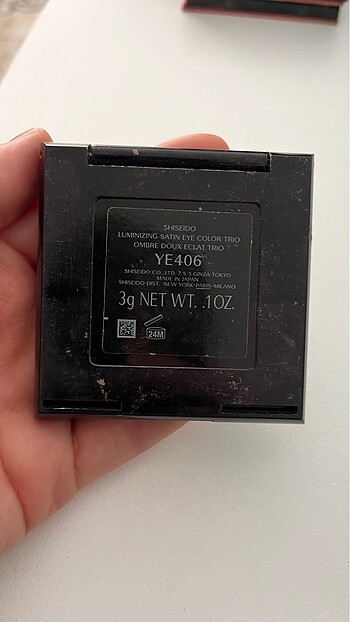 SHISEIDO
LUMINIZING SATIN EYE COLOR TRIO
OMBRE DOUX ECLAT TRIO
YE406
SHISEIDO CO.,LTD. 7-5-5 GINZA TOKYO
MADE IN JAPAN
SHISEIDO DIST. NEW YORK-PARIS-MILANO
3g NET WT. .1OZ.
24M